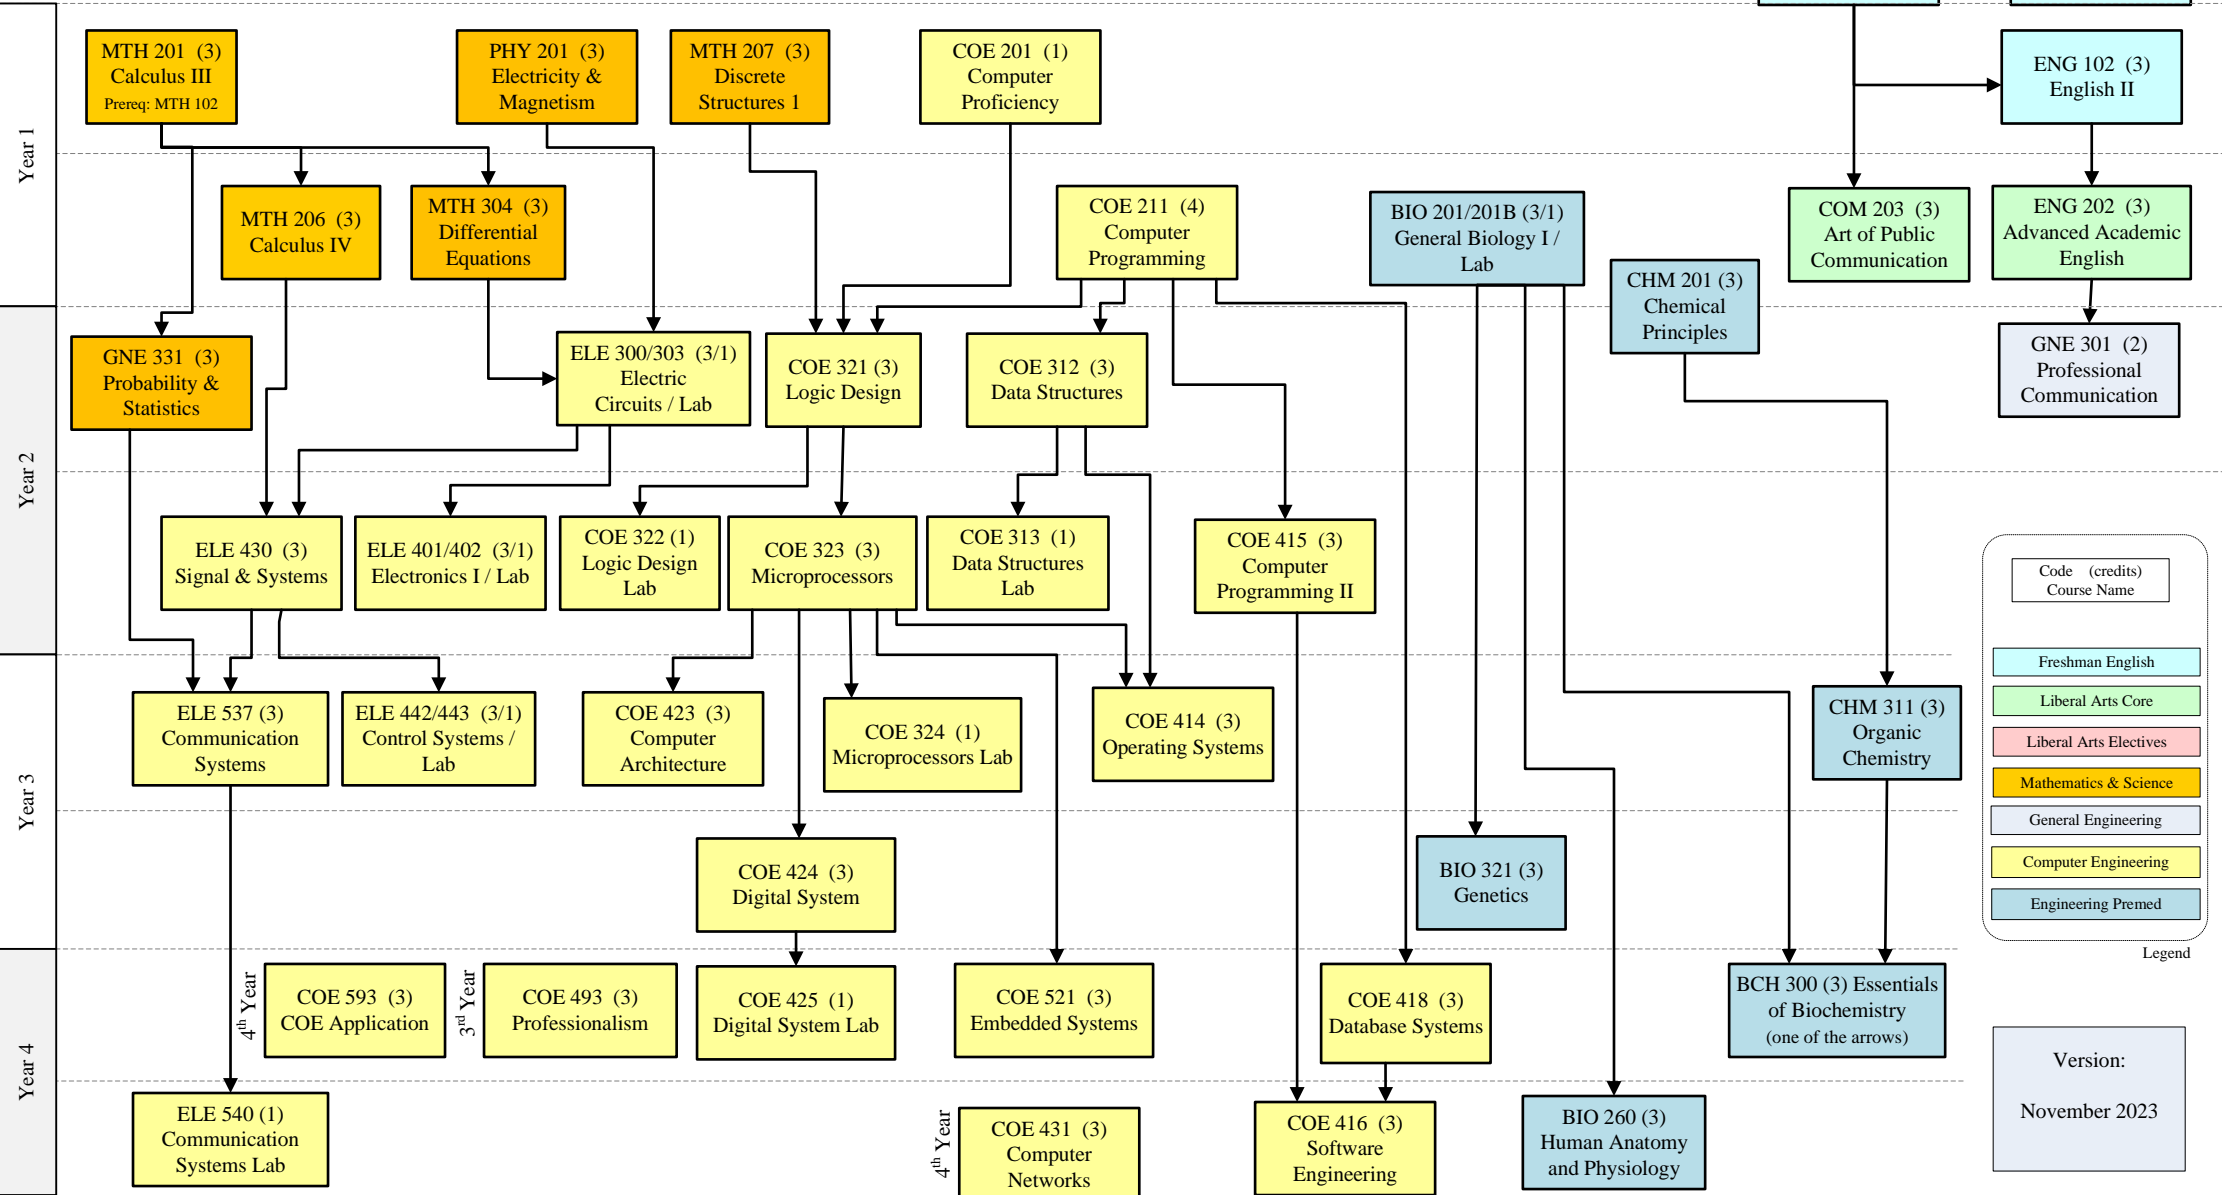 Year 1
MTH 201 (3)
Calculus III
Prereq: MTH 102
PHY 201 (3)
Electricity &
Magnetism
MTH 207 (3)
Discrete
Structures 1
COE 201 (1)
Computer
Proficiency
ENG 102 (3)
English II
MTH 206 (3)
Calculus IV
MTH 304 (3)
Differential
Equations
COE 211 (4)
Computer
Programming
BIO 201/201B (3/1)
General Biology I /
Lab
CHM 201 (3)
Chemical
Principles
COM 203 (3)
Art of Public
Communication
ENG 202 (3)
Advanced Academic
English
Year 2
GNE 331 (3)
Probability &
Statistics
ELE 300/303 (3/1)
Electric
Circuits / Lab
COE 321 (3)
Logic Design
COE 312 (3)
Data Structures
GNE 301 (2)
Professional
Communication
ELE 430 (3)
Signal & Systems
ELE 401/402 (3/1)
Electronics I / Lab
COE 322 (1)
Logic Design
Lab
COE 323 (3)
Microprocessors
COE 313 (1)
Data Structures
Lab
COE 415 (3)
Computer
Programming II
Year 3
ELE 537 (3)
Communication
Systems
ELE 442/443 (3/1)
Control Systems /
Lab
COE 423 (3)
Computer
Architecture
COE 324 (1)
Microprocessors Lab
COE 414 (3)
Operating Systems
CHM 311 (3)
Organic
Chemistry
COE 424 (3)
Digital System
BIO 321 (3)
Genetics
Year 4
4th Year
COE 593 (3)
COE Application
3rd Year
COE 493 (3)
Professionalism
COE 425 (1)
Digital System Lab
COE 521 (3)
Embedded Systems
COE 418 (3)
Database Systems
BCH 300 (3) Essentials
of Biochemistry
(one of the arrows)
ELE 540 (1)
Communication
Systems Lab
4th Year
COE 431 (3)
Computer
Networks
COE 416 (3)
Software
Engineering
BIO 260 (3)
Human Anatomy
and Physiology
Code (credits)
Course Name
Freshman English
Liberal Arts Core
Liberal Arts Electives
Mathematics & Science
General Engineering
Computer Engineering
Engineering Premed
Legend
Version:
November 2023